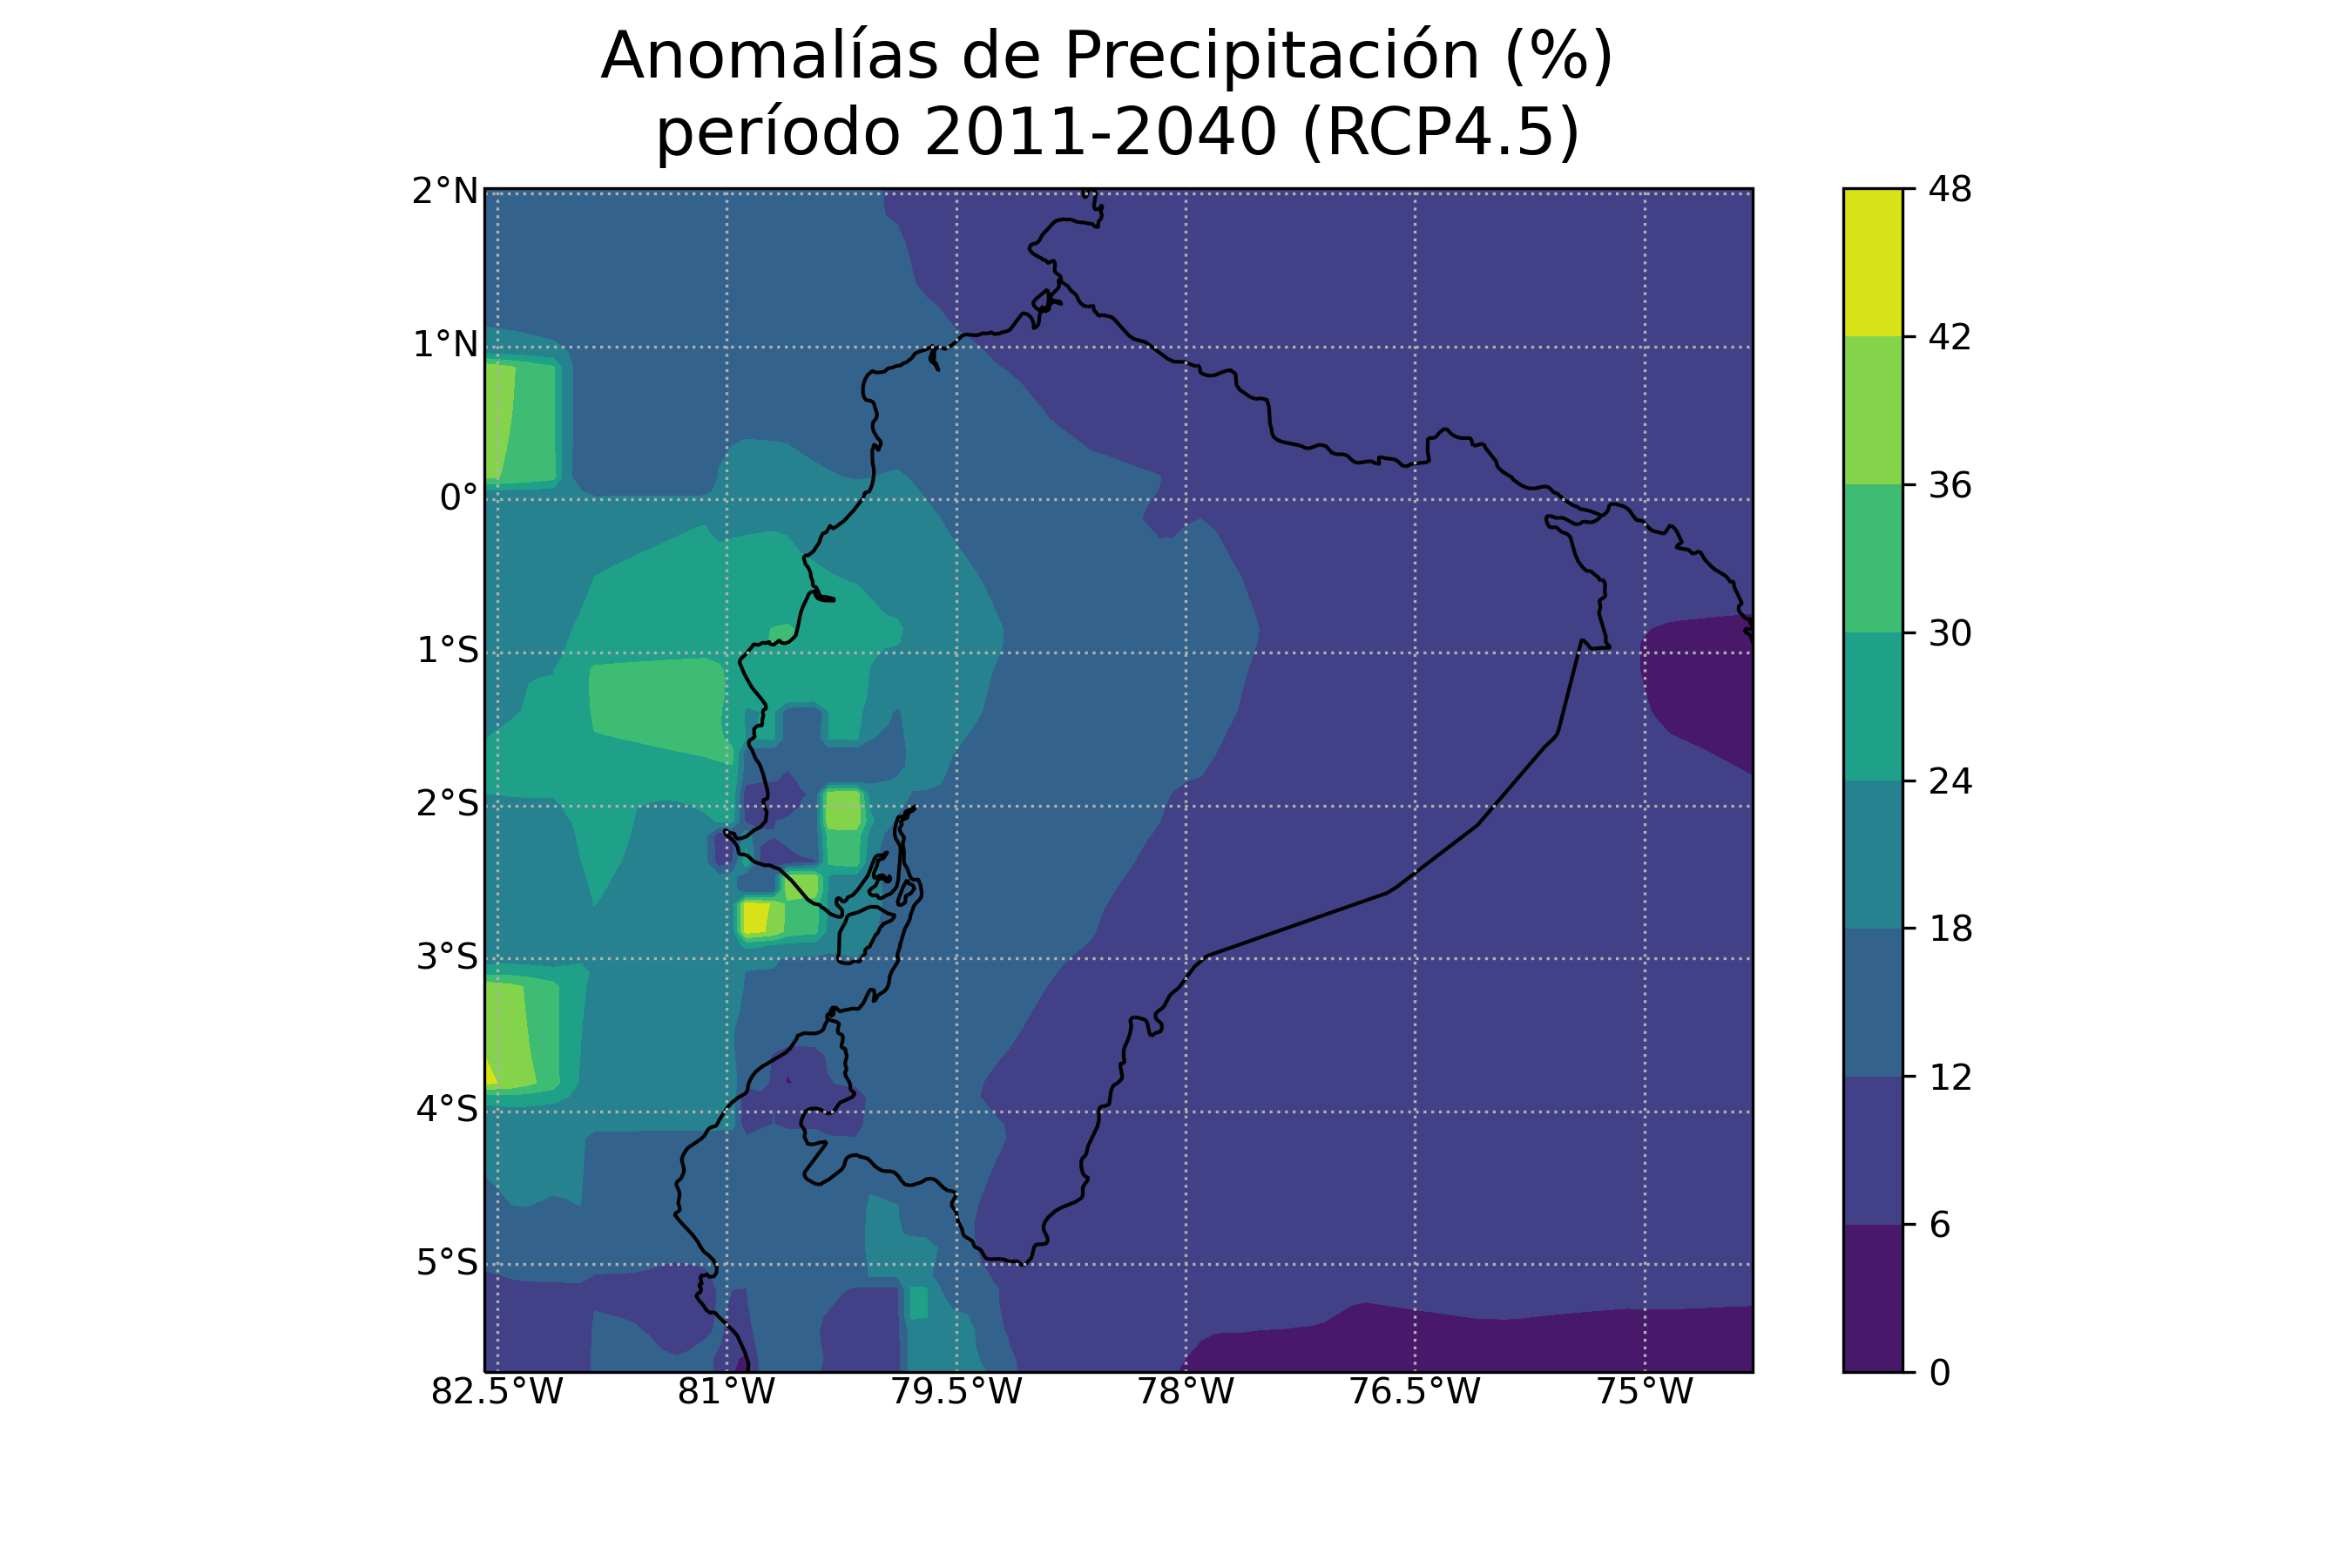 Anomalías de Precipitación (%)
período 2011-2040 (RCP4.5)
2°N
1°N
0°
1°S
2°S
3°S
4°S
5°S
82.5°W 81°W 79.5°W 78°W 76.5°W 75°W
48
42
36
30
24
18
12
6
0